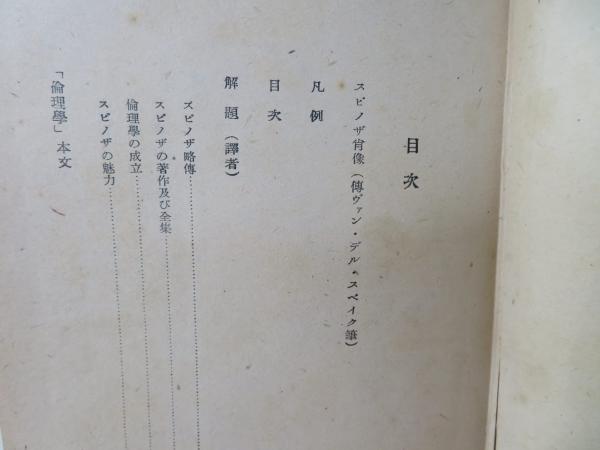 目次
スピノザ肖像（傳ヴァン・デル・スペイク筆）
凡例
目次
解題（譯者）
スピノザ略傳
スピノザの著作及び全集
倫理學の成立
スピノザの魅力
「倫理學」本文